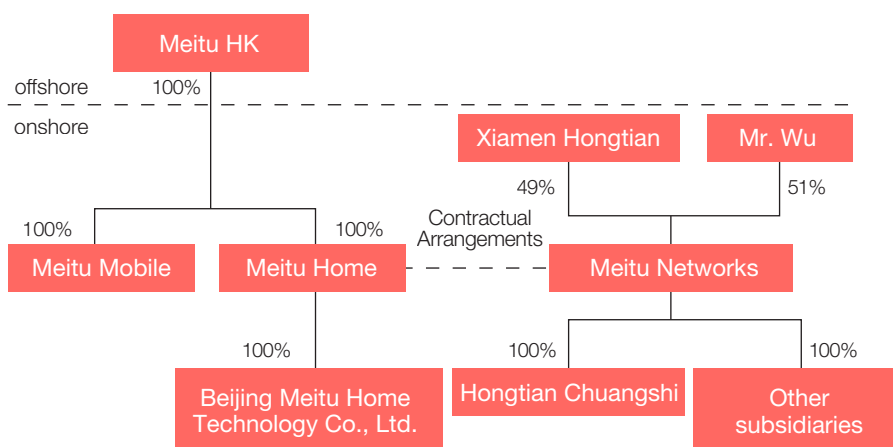 Meitu HK
offshore
100%
onshore
Xiamen Hongtian
Mr. Wu
49%
51%
100%
100%
Contractual
Arrangements
Meitu Mobile
Meitu Home
Meitu Networks
100%
100%
100%
Beijing Meitu Home
Technology Co., Ltd.
Hongtian Chuangshi
Other
subsidiaries